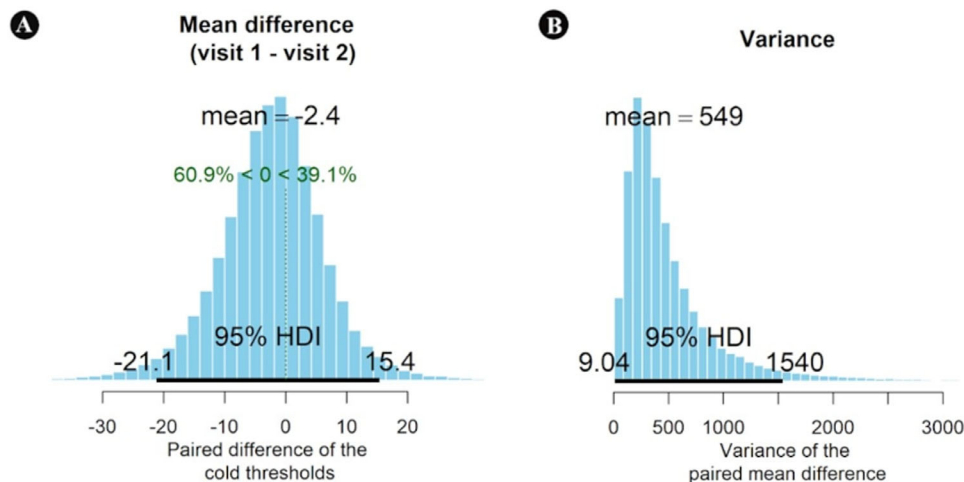 A
Mean difference
(visit 1 - visit 2)
mean = -2.4
60.9% < 0 < 39.1%
95% HDI
-21.1
15.4
-30 -20 -10 0 10 20
Paired difference of the
cold thresholds
B
Variance
mean = 549
95% HDI
9.04
1540
0 500 1000 2000 3000
Variance of the
paired mean difference